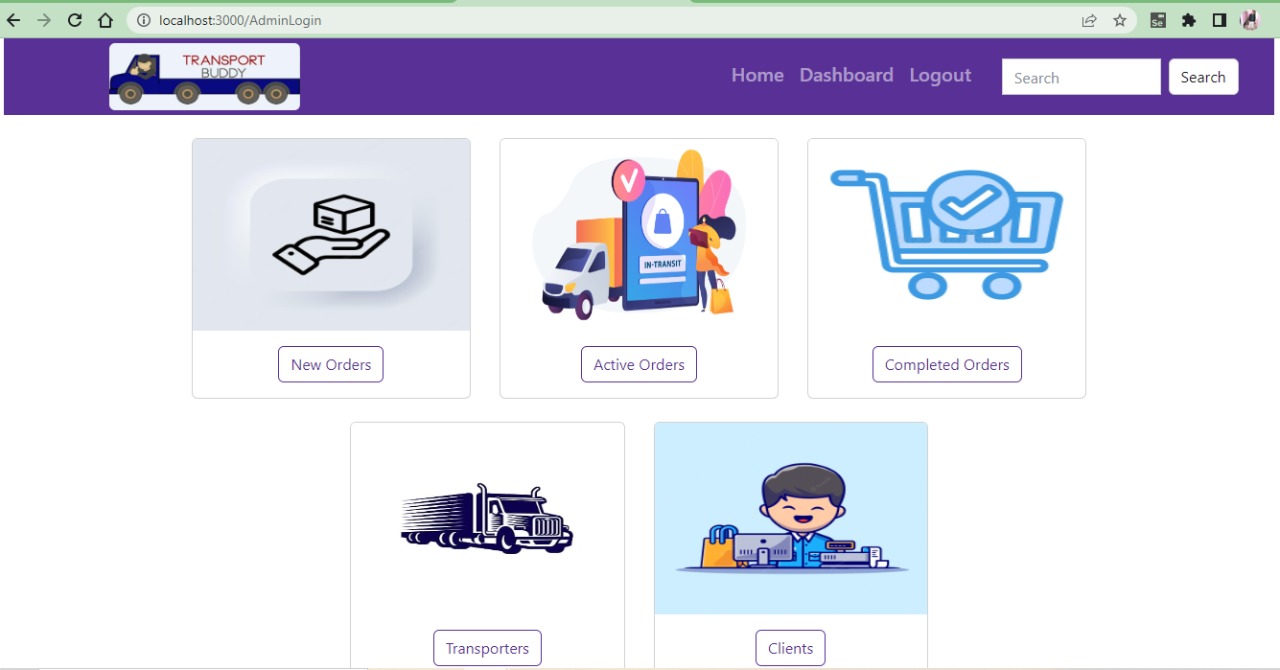 localhost:3000/AdminLogin
Se
TRANSPORT
BUDDY
Home Dashboard Logout Search Search
IN-TRANSIT
New Orders Active Orders Completed Orders
Transporters Clients